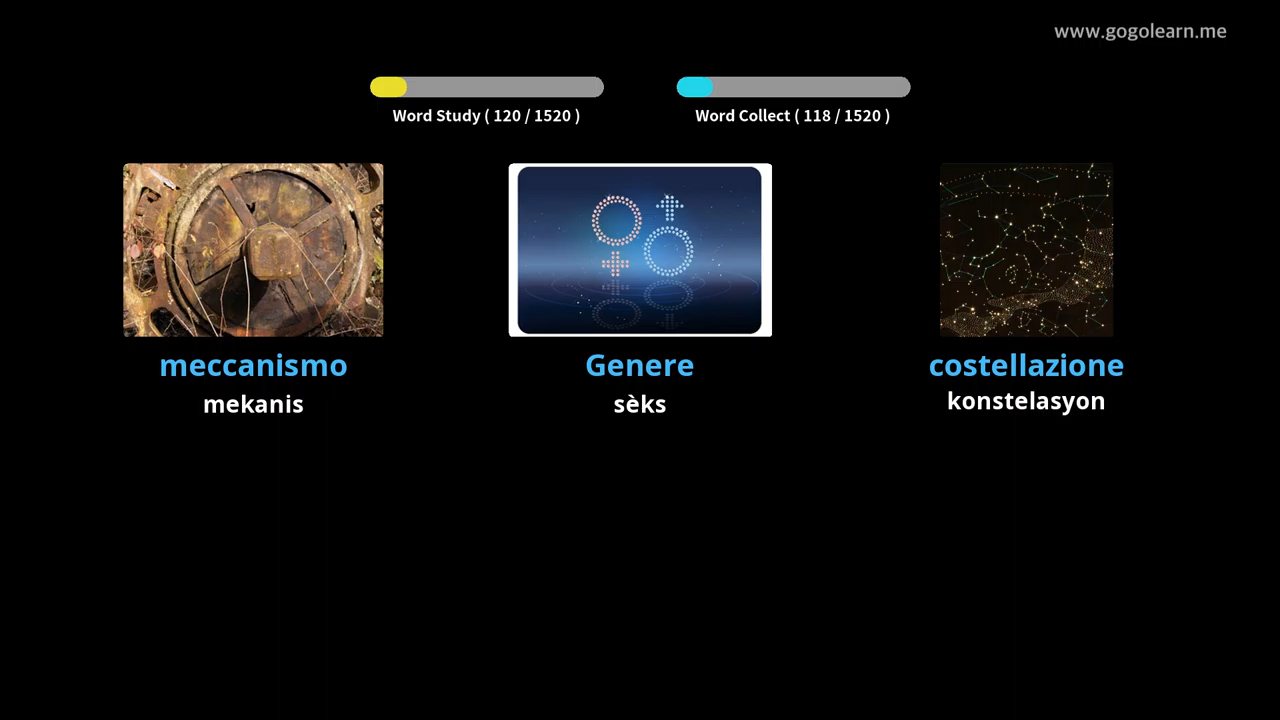 www.gogolearn.me
Word Study ( 120 / 1520 )
Word Collect ( 118 / 1520 )
meccanismo
mekanis
Genere
sèks
costellazione
konstelasyon